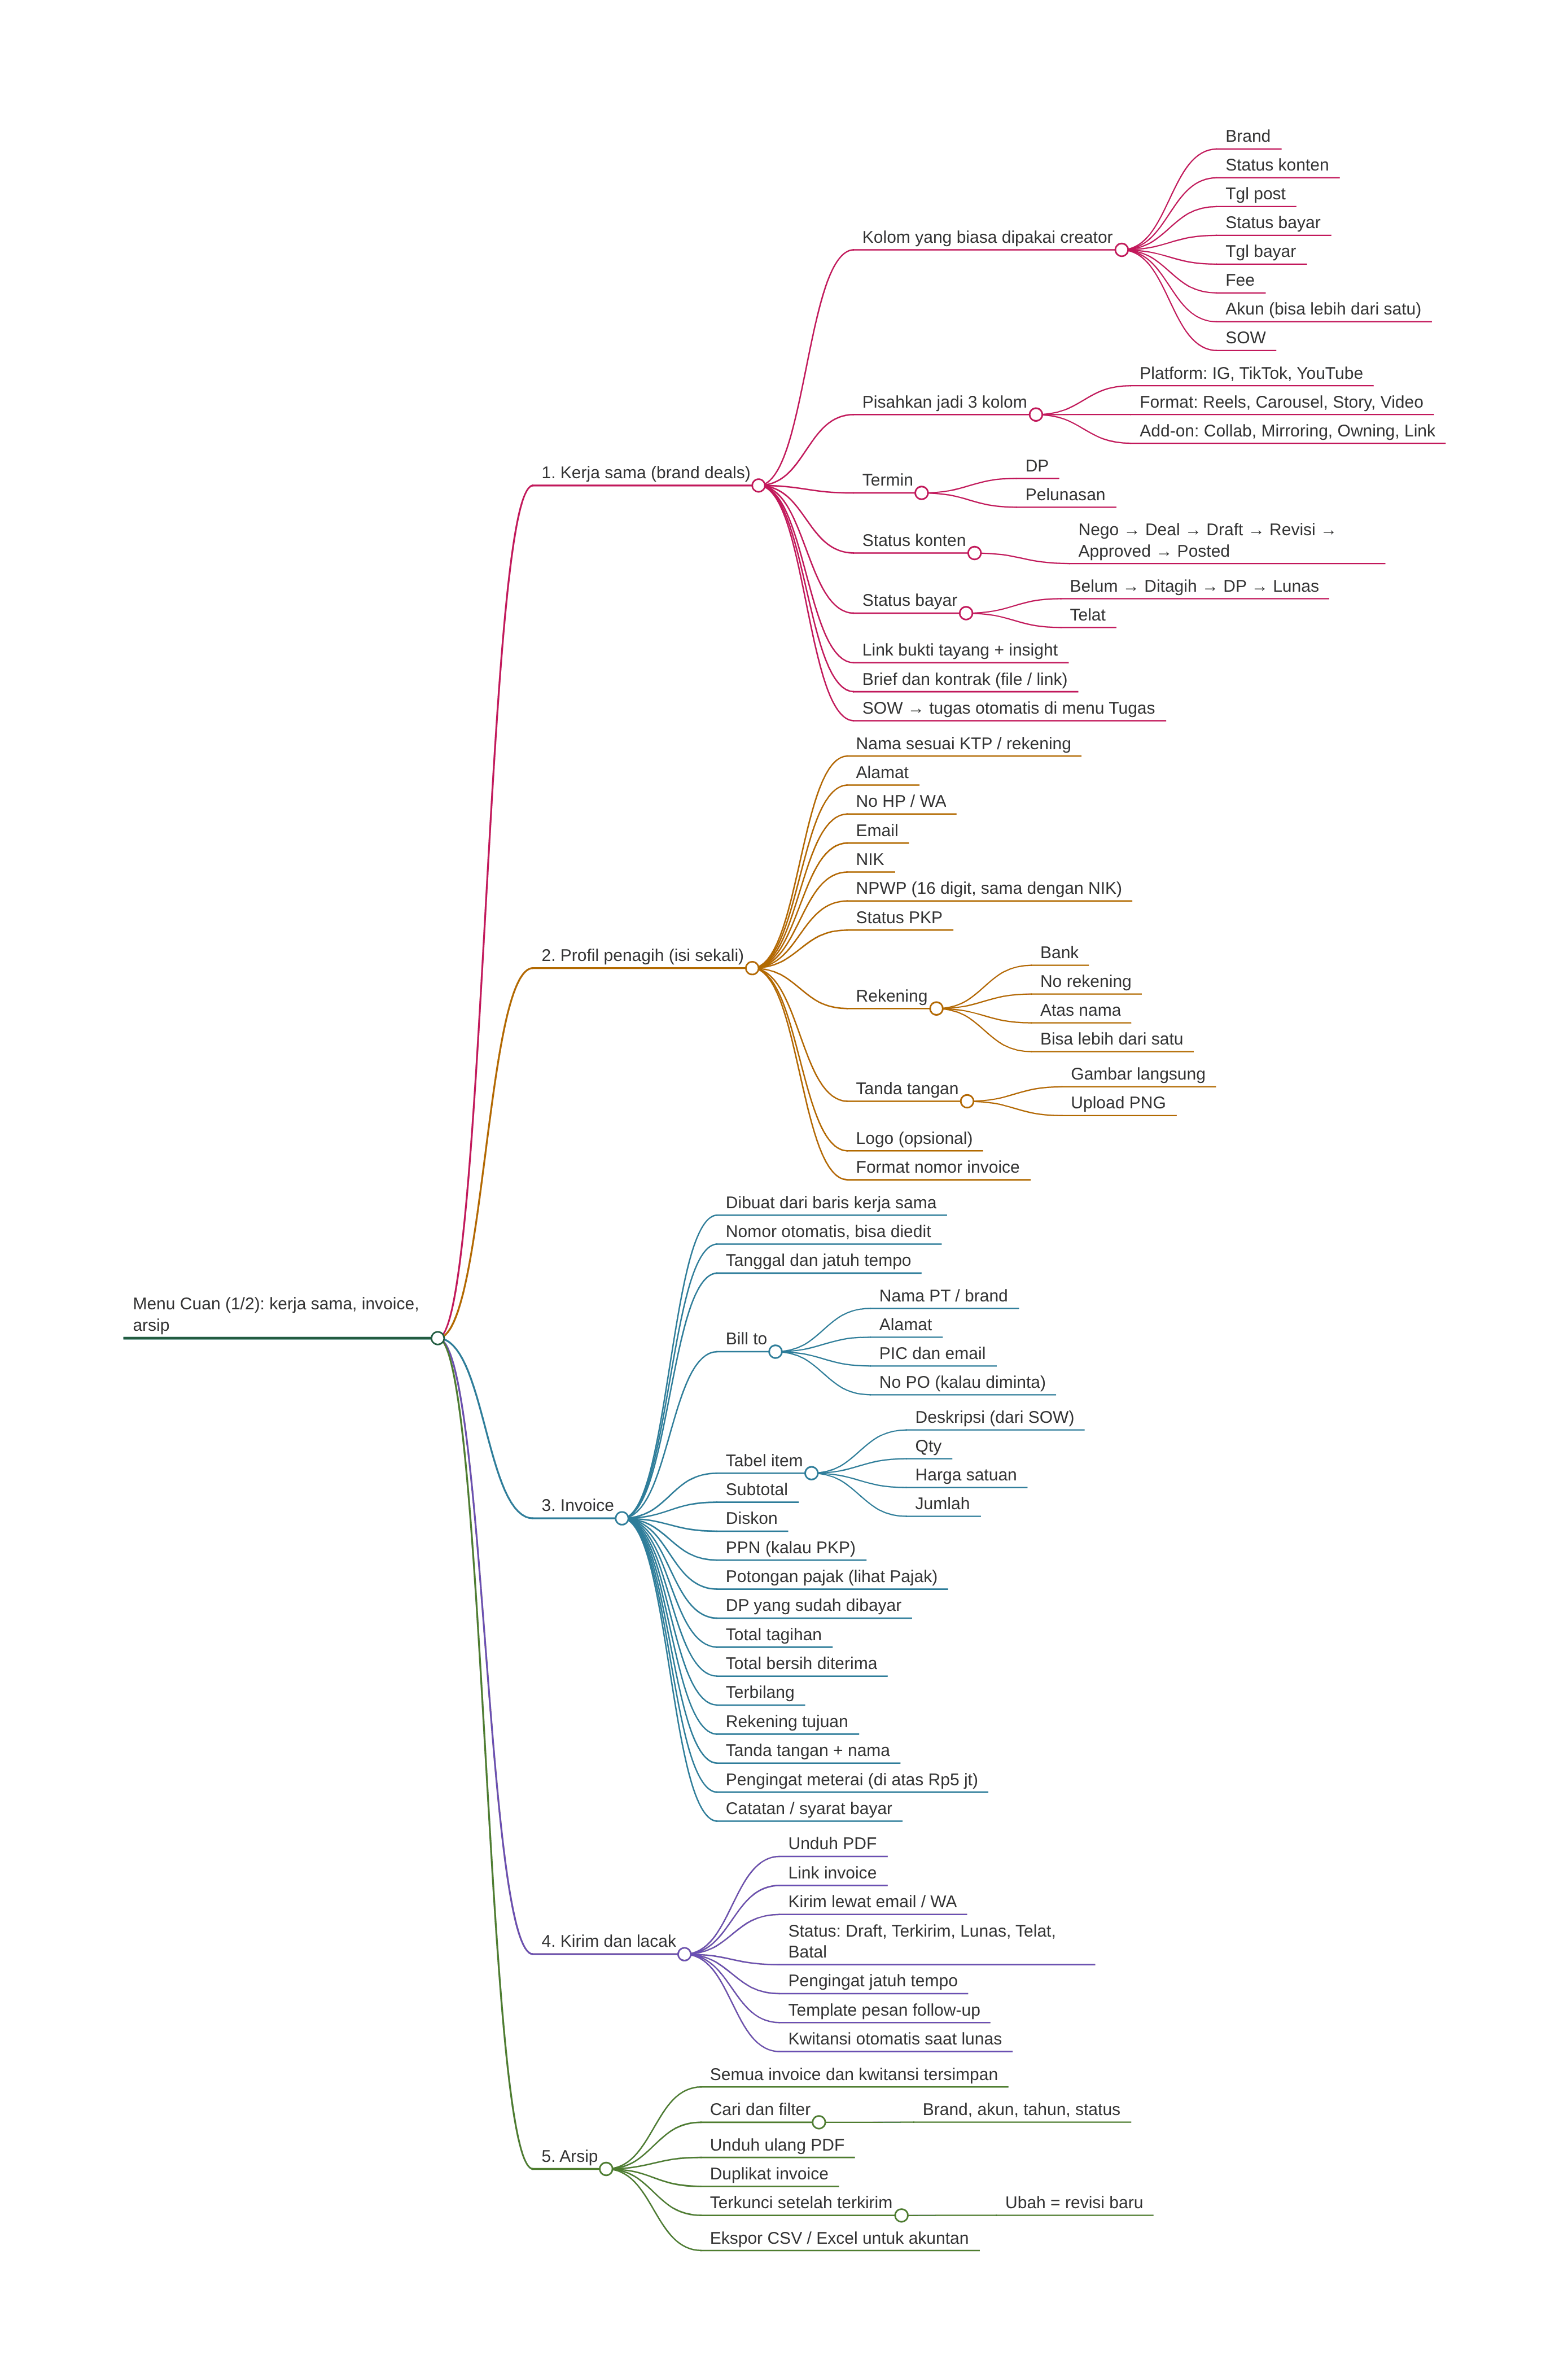 Menu Cuan (1/2): kerja sama, invoice,
arsip
1. Kerja sama (brand deals)
Kolom yang biasa dipakai creator
Brand
Status konten
Tgl post
Status bayar
Tgl bayar
Fee
Akun (bisa lebih dari satu)
SOW
Pisahkan jadi 3 kolom
Platform: IG, TikTok, YouTube
Format: Reels, Carousel, Story, Video
Add-on: Collab, Mirroring, Owning, Link
Termin
DP
Pelunasan
Status konten
Nego → Deal → Draft → Revisi →
Approved → Posted
Status bayar
Belum → Ditagih → DP → Lunas
Telat
Link bukti tayang + insight
Brief dan kontrak (file / link)
SOW → tugas otomatis di menu Tugas
2. Profil penagih (isi sekali)
Nama sesuai KTP / rekening
Alamat
No HP / WA
Email
NIK
NPWP (16 digit, sama dengan NIK)
Status PKP
Rekening
Bank
No rekening
Atas nama
Bisa lebih dari satu
Tanda tangan
Gambar langsung
Upload PNG
Logo (opsional)
Format nomor invoice
3. Invoice
Dibuat dari baris kerja sama
Nomor otomatis, bisa diedit
Tanggal dan jatuh tempo
Bill to
Nama PT / brand
Alamat
PIC dan email
No PO (kalau diminta)
Tabel item
Deskripsi (dari SOW)
Qty
Harga satuan
Jumlah
Subtotal
Diskon
PPN (kalau PKP)
Potongan pajak (lihat Pajak)
DP yang sudah dibayar
Total tagihan
Total bersih diterima
Terbilang
Rekening tujuan
Tanda tangan + nama
Pengingat meterai (di atas Rp5 jt)
Catatan / syarat bayar
4. Kirim dan lacak
Unduh PDF
Link invoice
Kirim lewat email / WA
Status: Draft, Terkirim, Lunas, Telat,
Batal
Pengingat jatuh tempo
Template pesan follow-up
Kwitansi otomatis saat lunas
5. Arsip
Semua invoice dan kwitansi tersimpan
Cari dan filter
Brand, akun, tahun, status
Unduh ulang PDF
Duplikat invoice
Terkunci setelah terkirim
Ubah = revisi baru
Ekspor CSV / Excel untuk akuntan